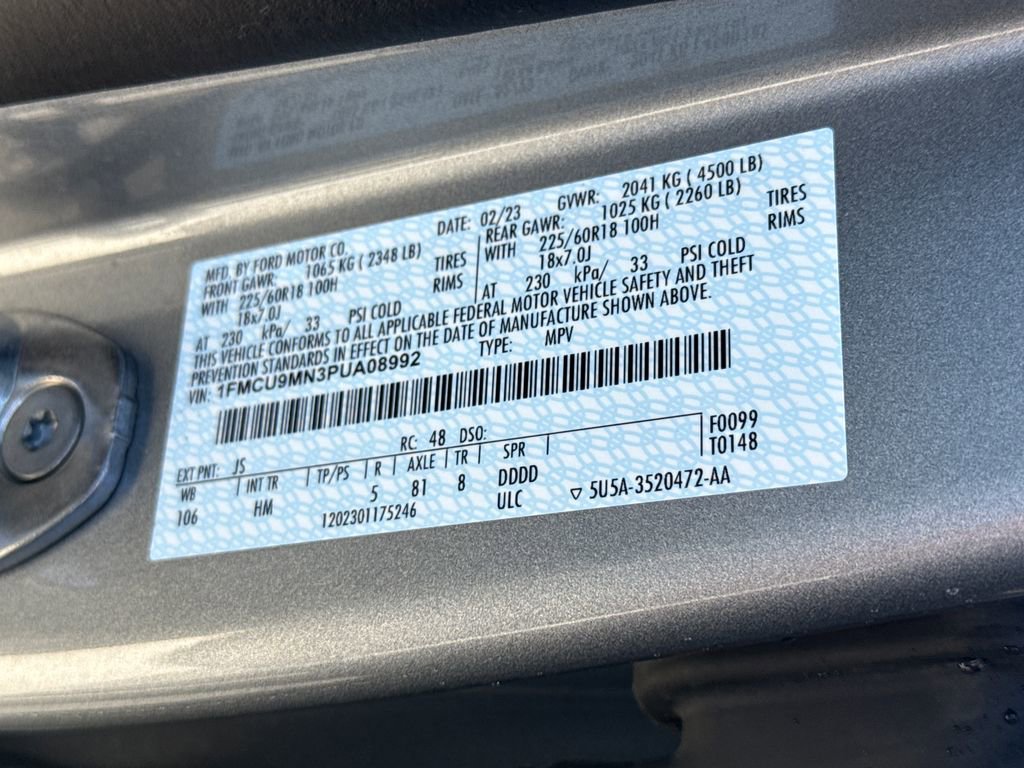 MFD. BY FORD MOTOR CO. DATE: 02/23 GVWR: 2041 KG ( 4500 LB)
FRONT GAWR: 1065 KG ( 2348 LB) REAR GAWR: 1025 KG ( 2260 LB)
WITH 225/60R18 100H TIRES WITH 225/60R18 100H TIRES
18x7.0J RIMS 18x7.0J RIMS
AT 230 kPa/ 33 PSI COLD AT 230 kPa/ 33 PSI COLD
THIS VEHICLE CONFORMS TO ALL APPLICABLE FEDERAL MOTOR VEHICLE SAFETY AND THEFT
PREVENTION STANDARDS IN EFFECT ON THE DATE OF MANUFACTURE SHOWN ABOVE.
VIN: 1FMCU9MN3PUA08992 TYPE: MPV
EXT PNT: JS RC: 48 DSO: F0099
WB INT TR TP/PS R AXLE TR SPR T0148
106 HM 5 81 8 DDDD
1202301175246 ULC ▽ 5U5A-3520472-AA